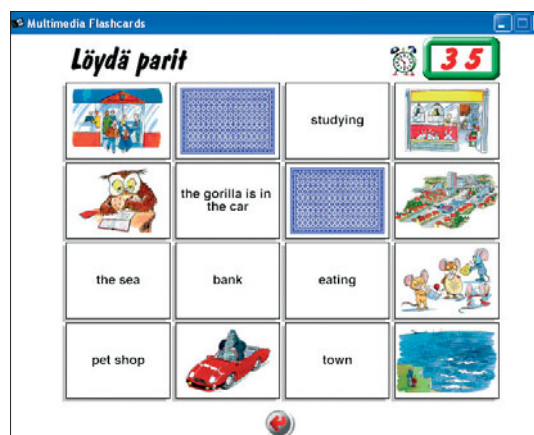 Multimedia Flashcards
Löydä parit
35
studying
the gorilla is in
the car
the sea
bank
eating
pet shop
town